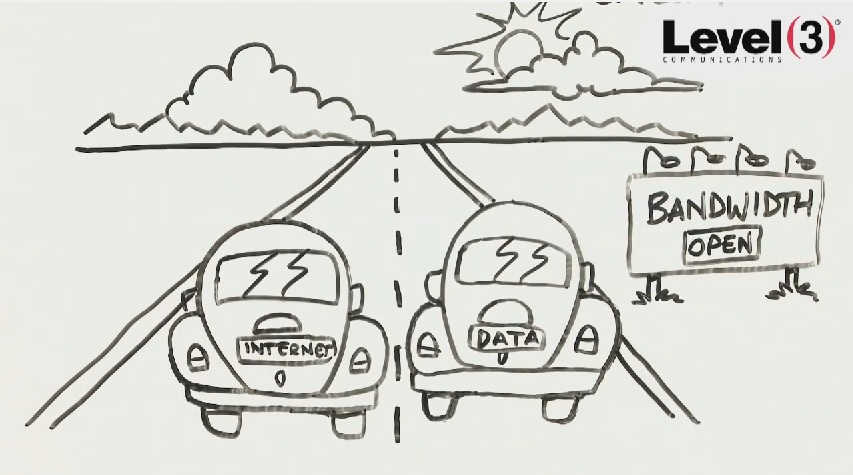 Level(3)®
COMMUNICATIONS
BANDWIDTH
OPEN
INTERNET
DATA